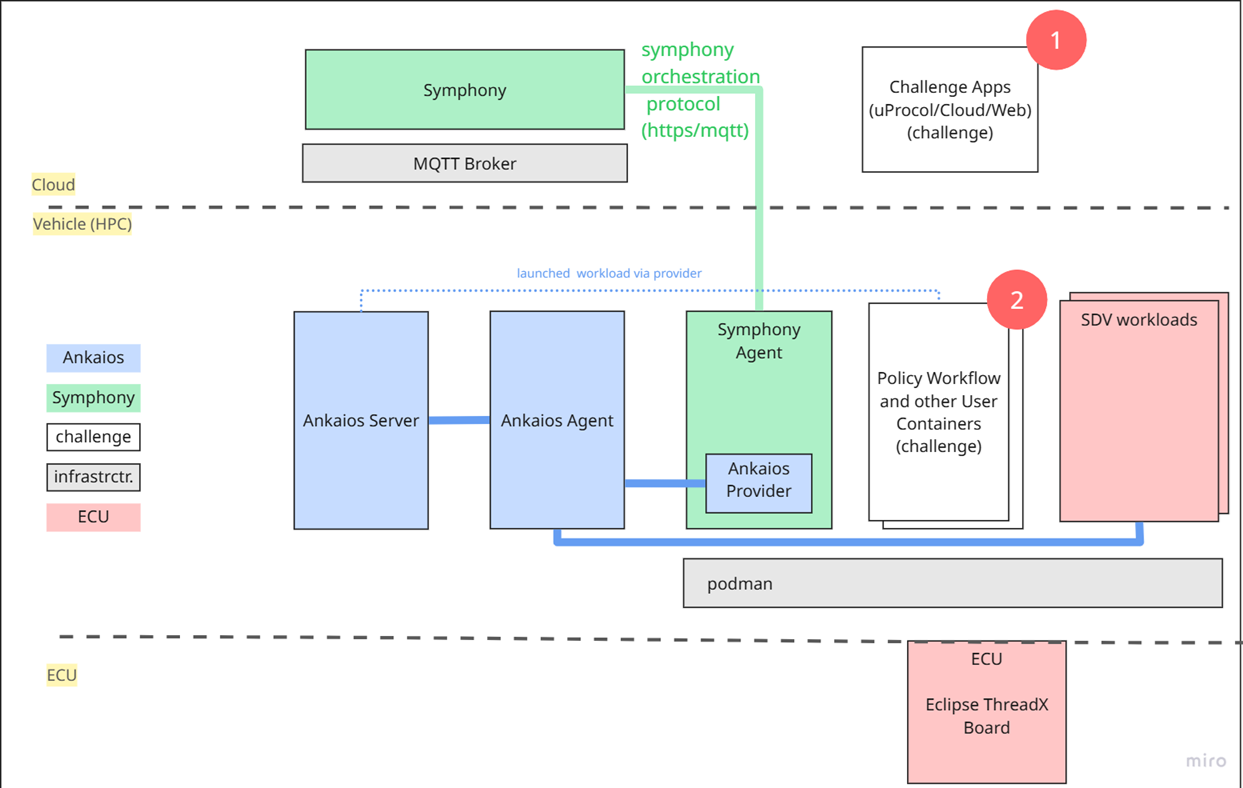 1
symphony
orchestration
protocol
(https/mqtt)
Symphony
Challenge Apps
(uProcol/Cloud/Web)
(challenge)
MQTT Broker
Cloud
Vehicle (HPC)
launched workload via provider
2
Symphony
Agent
SDV workloads
Ankaios
Symphony
challenge
infrastrctr.
ECU
Ankaios Server
Ankaios Agent
Policy Workflow
and other User
Containers
(challenge)
Ankaios
Provider
podman
ECU
ECU
Eclipse ThreadX
Board
miro